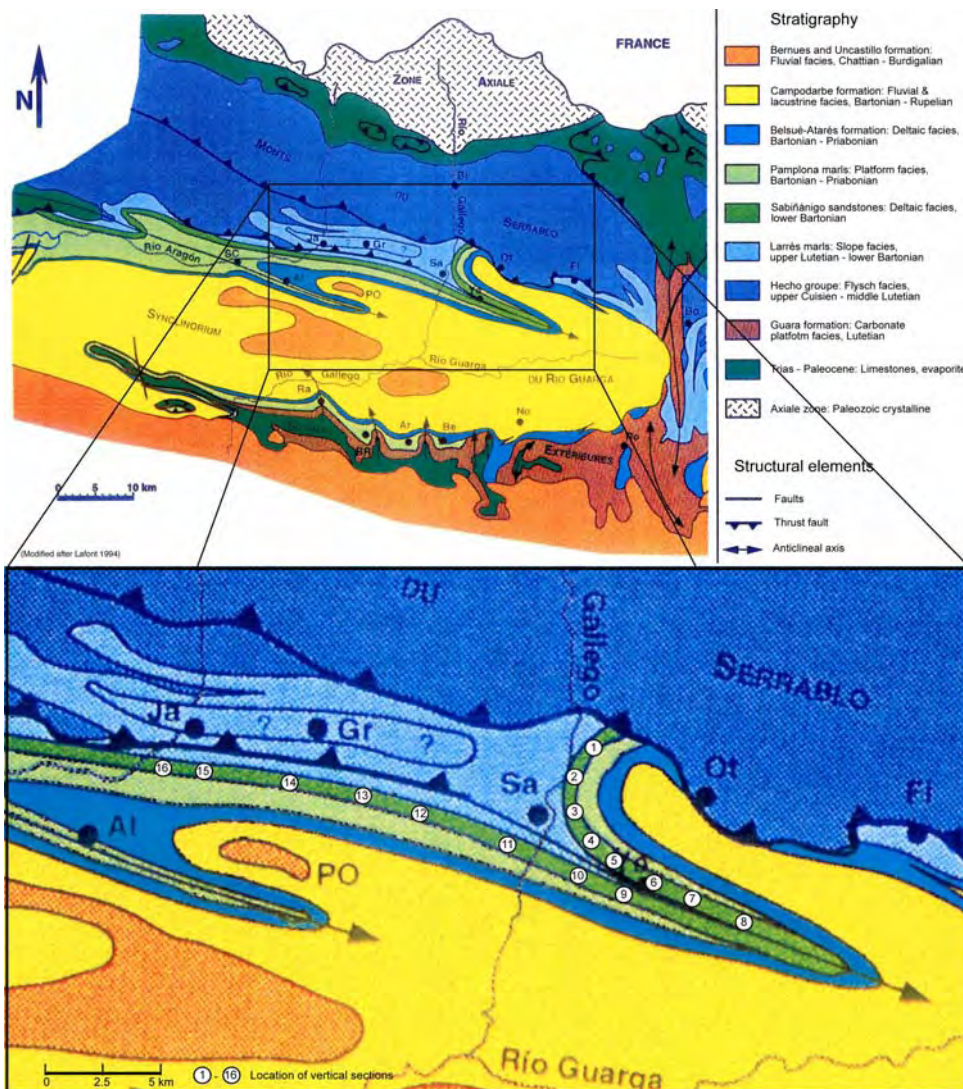 FRANCE
ZONE
AXIALE
N
Río
MONTS
DU
Gallego
SERRABLO
Bi
Ja
Gr
?
Sa
Ot
Fi
Río Aragón
SC
Al
PO
Bo
SYNCLINORIUM
Río Guarga
Río Gallego
DU RIO GUARGA
Ra
No
Ar
Be
BR
EXTÉRIEURES
0 5 10 km
(Modified after Lafont 1994)
Stratigraphy
Bernues and Uncastillo formation:
Fluvial facies, Chattian - Burdigalian
Campodarbe formation: Fluvial &
lacustrine facies, Bartonian - Rupelian
Belsué-Atarés formation: Deltaic facies,
Bartonian - Priabonian
Pamplona marls: Platform facies,
Bartonian - Priabonian
Sabiñánigo sandstones: Deltaic facies,
lower Bartonian
Larrès marls: Slope facies,
upper Lutetian - lower Bartonian
Hecho groupe: Flysch facies,
upper Cuisien - middle Lutetian
Guara formation: Carbonate
platfotm facies, Lutetian
Trias - Paleocene: Limestones, evaporite
Axiale zone: Paleozoic crystalline
Structural elements
Faults
Thrust fault
Anticlineal axis
DU
Gallego
SERRABLO
Ja
?
Gr
?
Sa
Ot
Fi
Al
PO
1
2
3
4
5
6
7
8
9
10
11
12
13
14
15
16
Río Guarga
0 2.5 5 km
1 - 16 Location of vertical sections